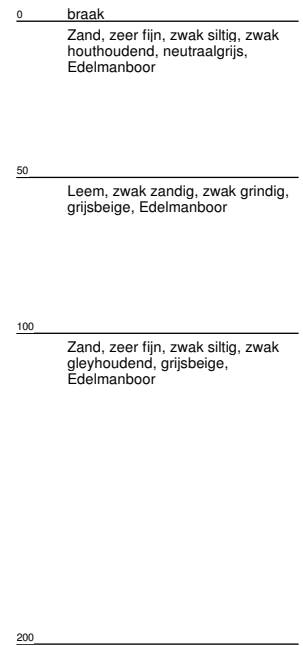 0 braak
Zand, zeer fijn, zwak siltig, zwak
houthoudend, neutraalgrijs,
Edelmanboor
50
Leem, zwak zandig, zwak grindig,
grijsbeige, Edelmanboor
100
Zand, zeer fijn, zwak siltig, zwak
gleyhoudend, grijsbeige,
Edelmanboor
200